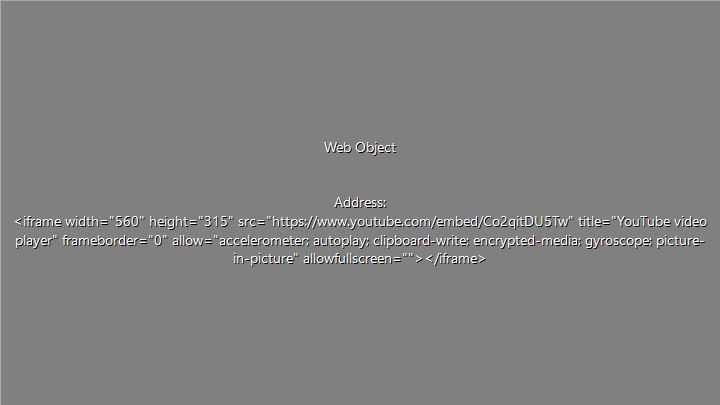 Web Object
Address:
<iframe width="560" height="315" src="https://www.youtube.com/embed/Co2qitDU5Tw" title="YouTube video
player" frameborder="0" allow="accelerometer; autoplay; clipboard-write; encrypted-media; gyroscope; picture-
in-picture" allowfullscreen=""></iframe>